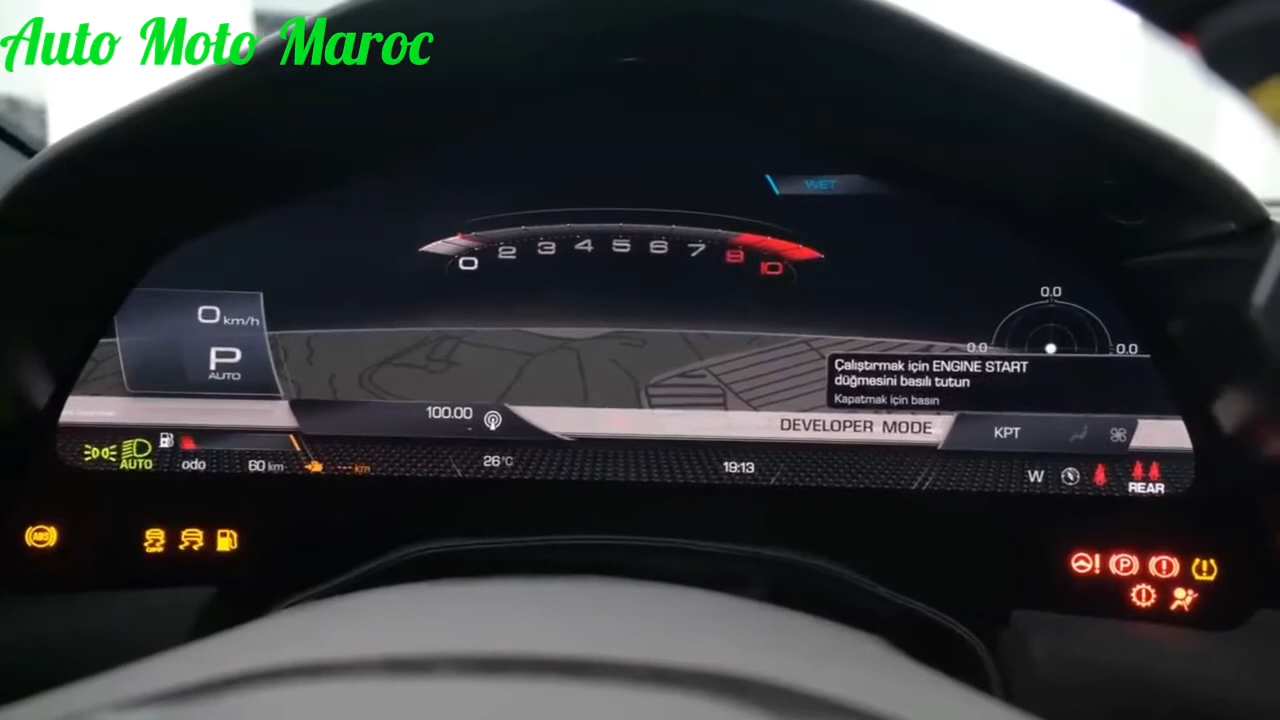 Auto Moto Maroc
WET
0 2 3 4 5 6 7 8 10
0 km/h
P
AUTO
0.0
0.0 0.0
Çalıştırmak için ENGINE START
düğmesini basılı tutun
Kapatmak için basın
100.00
DEVELOPER MODE
KPT
AUTO
odo
60 km
--- km
26°C
19:13
W
REAR
ABS
OFF
P